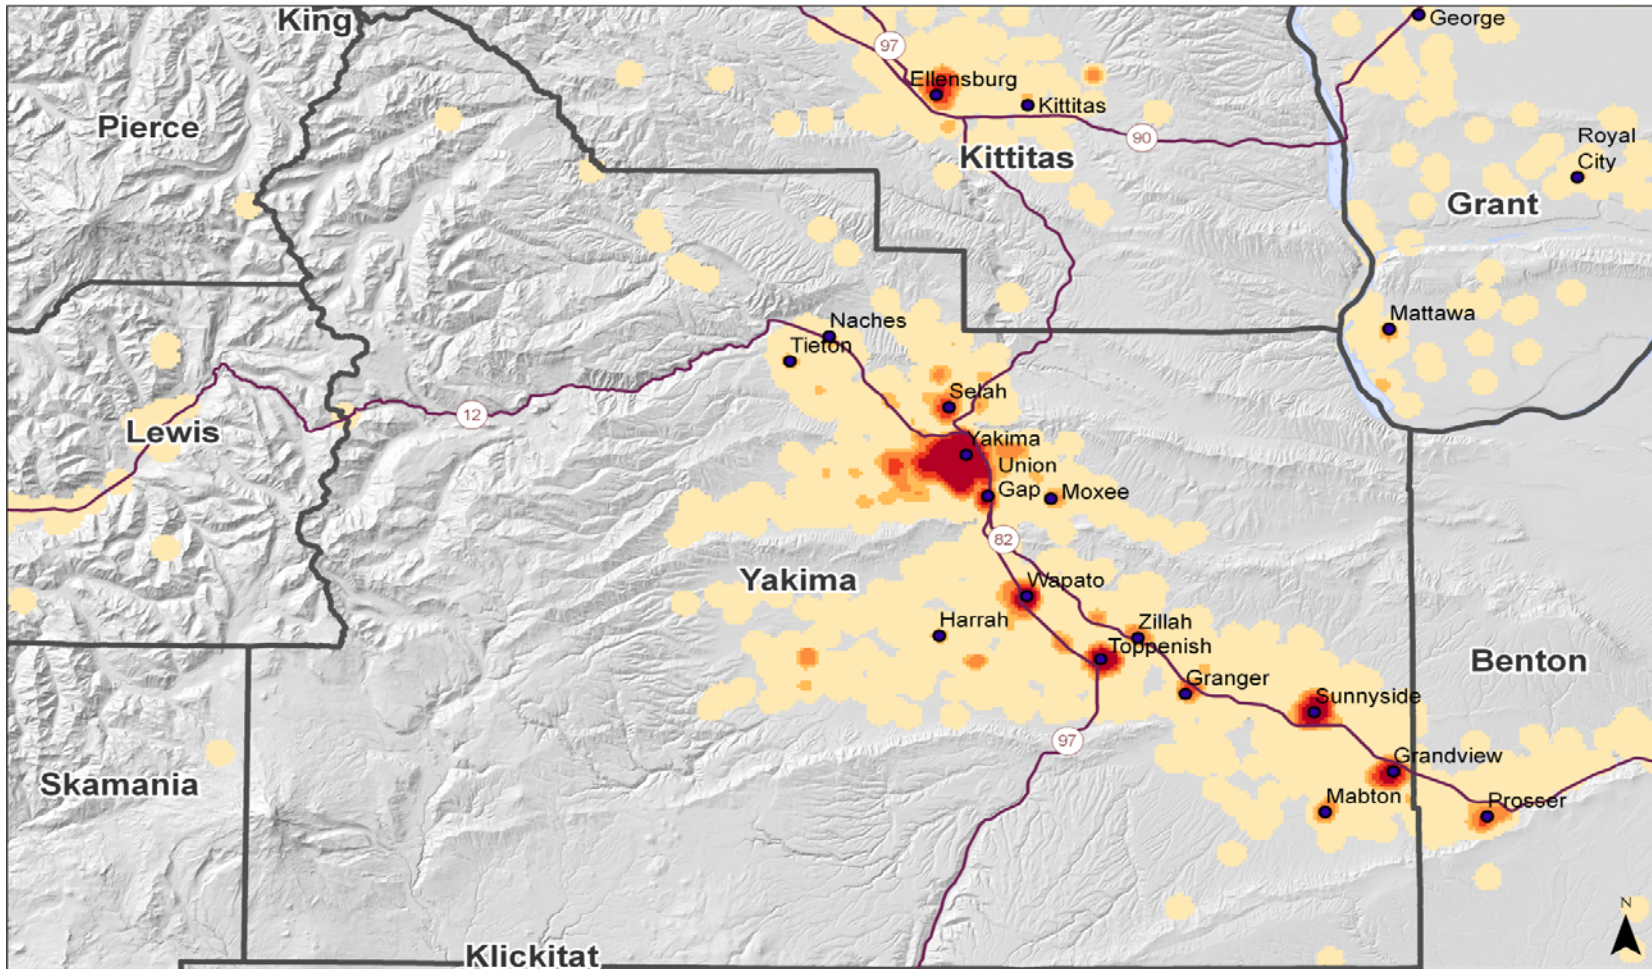 King
George
97
Ellensburg
Kittitas
Pierce
90
Royal
City
Kittitas
Grant
Naches
Mattawa
Tieton
Selah
12
Lewis
Yakima
Union
Gap
Moxee
82
Yakima
Wapato
Harrah
Zillah
Toppenish
Benton
Granger
Sunnyside
97
Grandview
Skamania
Mabton
Prosser
N
Klickitat